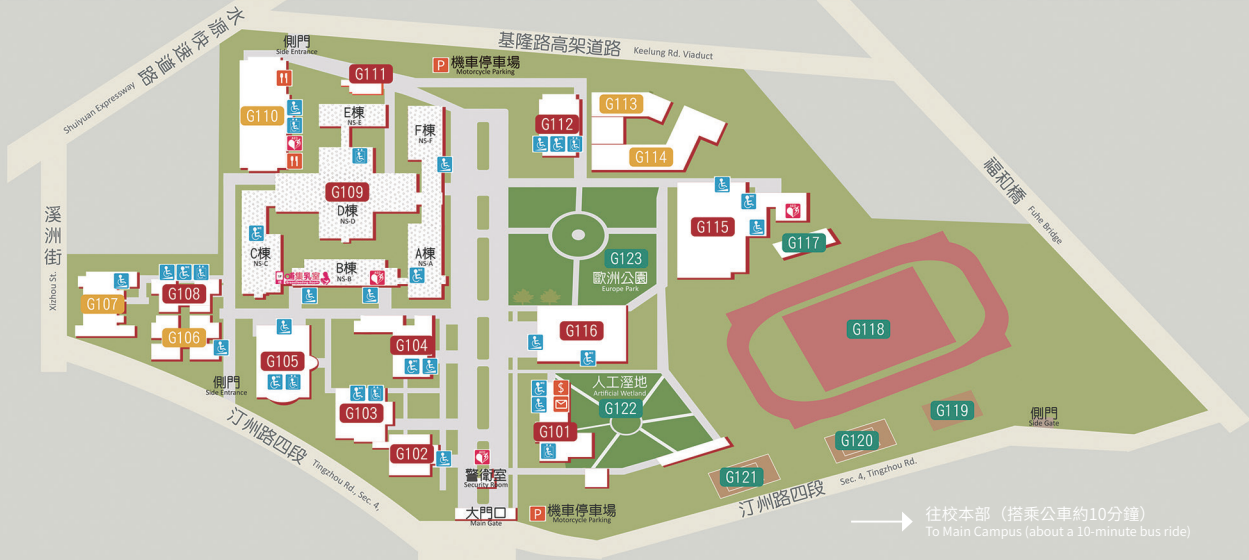 水源快速道路
Shuiyuan Expressway
側門
Side Entrance
基隆路高架道路 Keelung Rd. Viaduct
P 機車停車場
Motorcycle Parking
G111
G110
E棟
NS-E
F棟
NS-F
G112
G113
G114
G109
D棟
NS-D
C棟
NS-C
B棟
NS-B
A棟
NS-A
哺集乳室
G115
G117
福和橋 Fuhe Bridge
G123
歐洲公園
Europe Park
溪洲街
Xizhou St.
G107
G108
G106
G105
G104
G116
G118
側門
Side Entrance
人工溼地
Artificial Wetland
G122
$
G103
G101
G102
G119
G120
G121
側門
Side Gate
汀州路四段 Tingzhou Rd., Sec. 4,
警衛室
Security Room
大門口
Main Gate
P 機車停車場
Motorcycle Parking
汀州路四段 Sec. 4, Tingzhou Rd.
往校本部（搭乘公車約10分鐘）
To Main Campus (about a 10-minute bus ride)